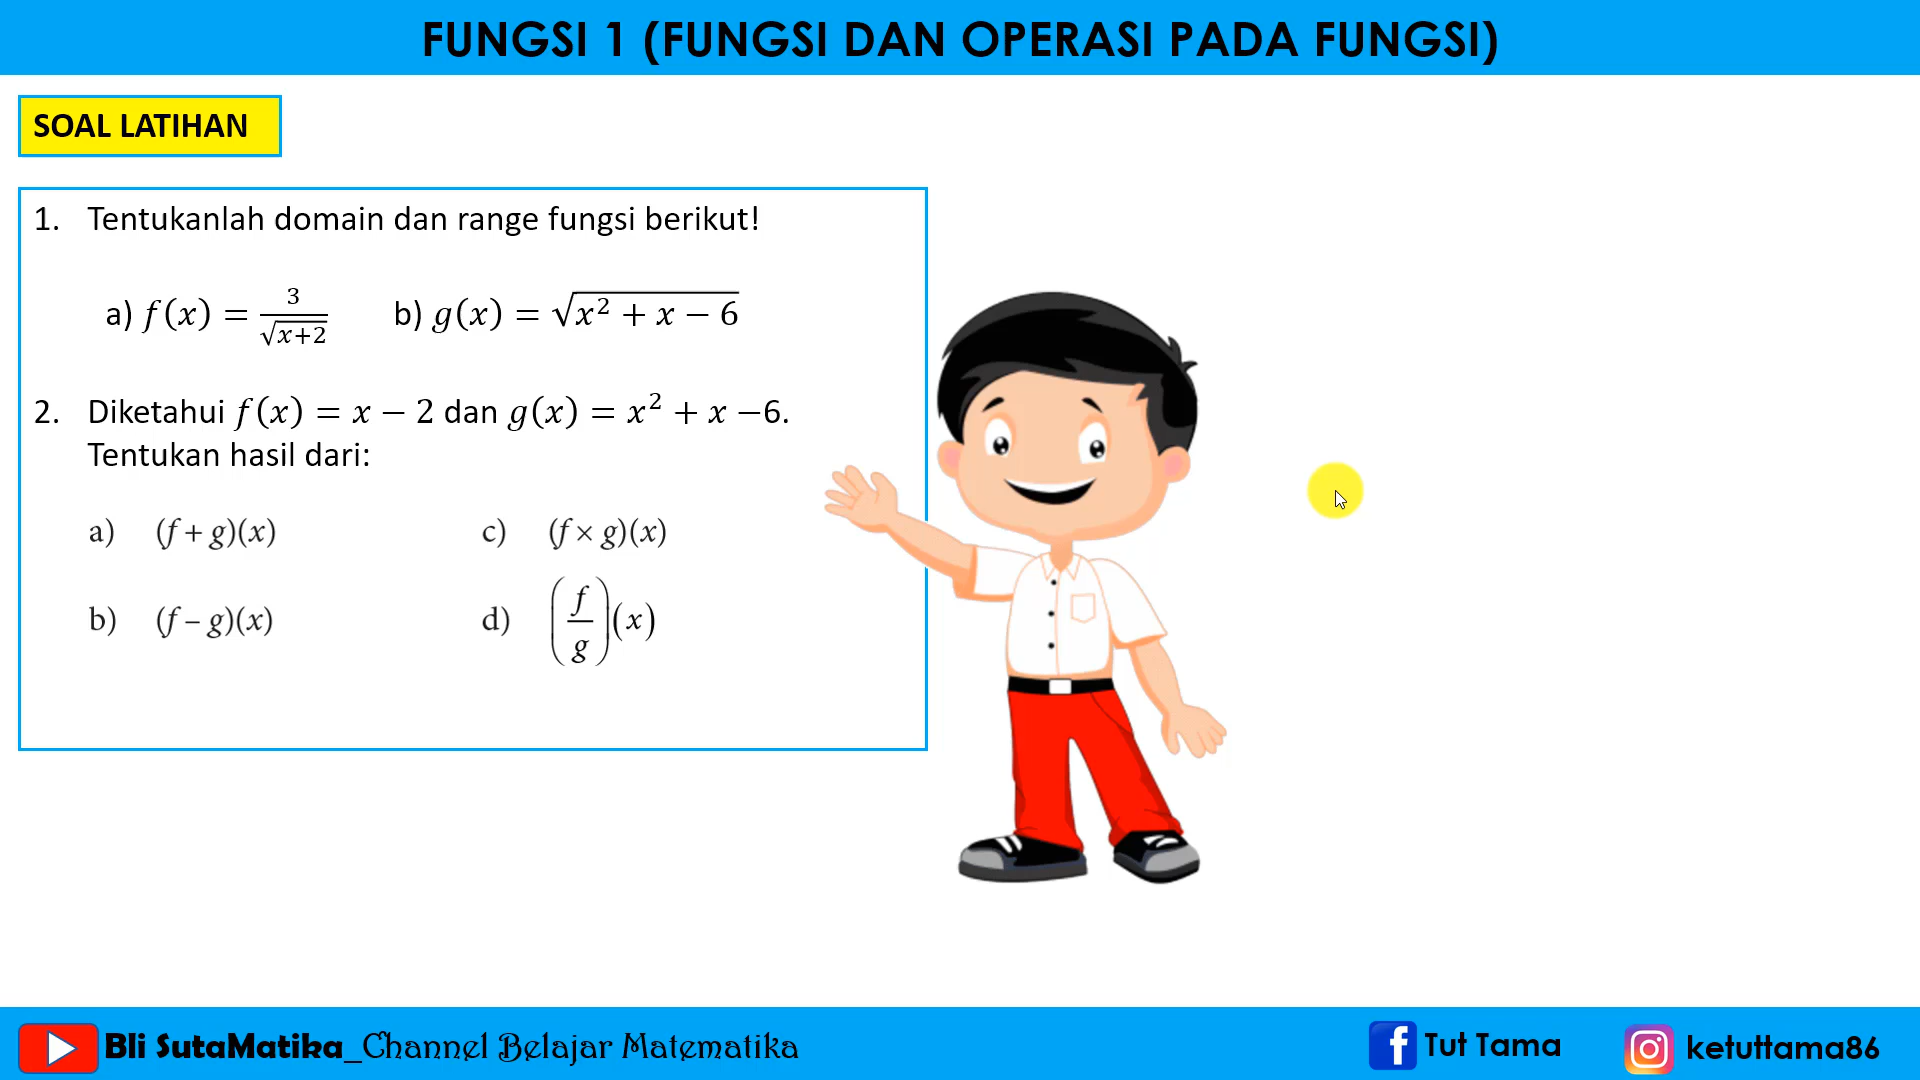 FUNGSI 1 (FUNGSI DAN OPERASI PADA FUNGSI)
SOAL LATIHAN
1. Tentukanlah domain dan range fungsi berikut!
a) f(x) = 3/√(x+2) b) g(x) = √(x² + x − 6)
2. Diketahui f(x) = x − 2 dan g(x) = x² + x −6.
Tentukan hasil dari:
a) (f + g)(x) c) (f × g)(x)
b) (f – g)(x) d) (f/g)(x)
Bli SutaMatika_Channel Belajar Matematika
Tut Tama
ketuttama86